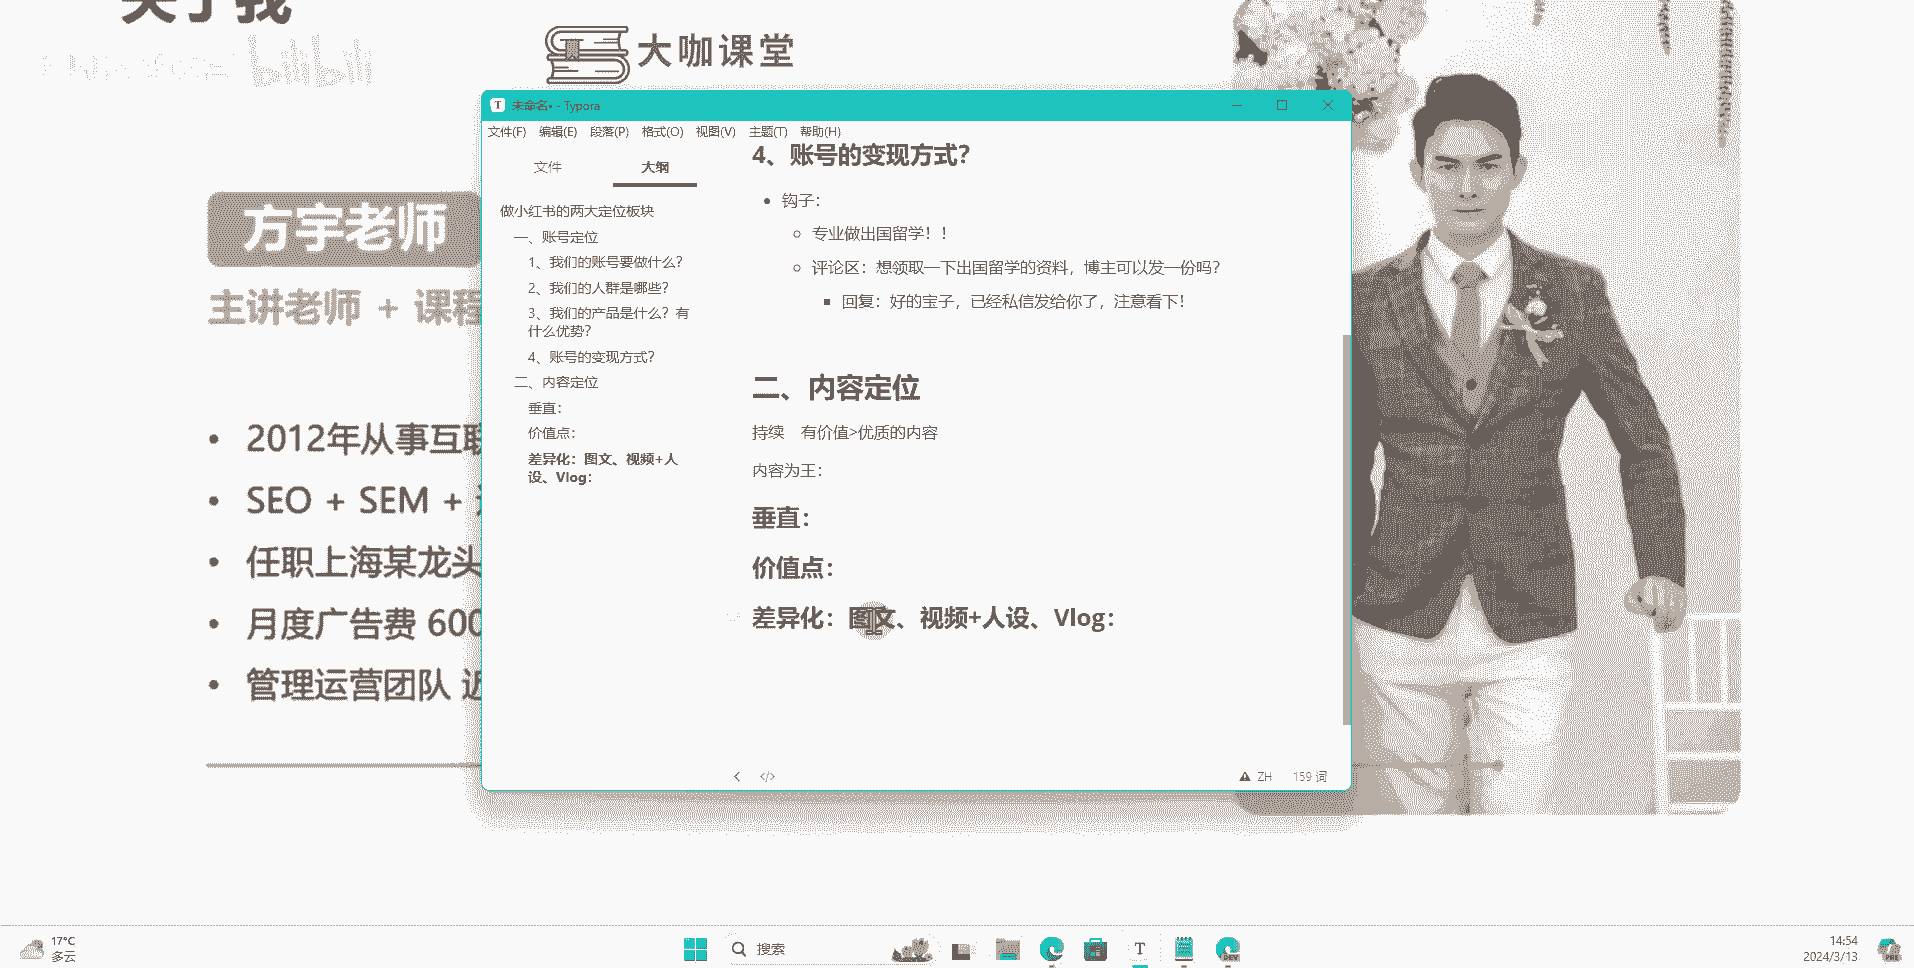 关于我
bilibili
大咖课堂
方宇老师
主讲老师 + 课程
2012年从事互联
SEO + SEM +
任职上海某龙头
月度广告费 600
管理运营团队 近
未命名• - Typora
文件(F) 编辑(E) 段落(P) 格式(O) 视图(V) 主题(T) 帮助(H)
文件 大纲
做小红书的两大定位板块
一、账号定位
1、我们的账号要做什么？
2、我们的人群是哪些？
3、我们的产品是什么？有
什么优势？
4、账号的变现方式？
二、内容定位
垂直：
价值点：
差异化：图文、视频+人
设、Vlog：
4、账号的变现方式？
钩子：
专业做出国留学！！
评论区：想领取一下出国留学的资料，博主可以发一份吗？
回复：好的宝子，已经私信发给你了，注意看下！
二、内容定位
持续 有价值>优质的内容
内容为王：
垂直：
价值点：
差异化：图文、视频+人设、Vlog：
ZH 159 词
17°C
多云
搜索
14:54
2024/3/13